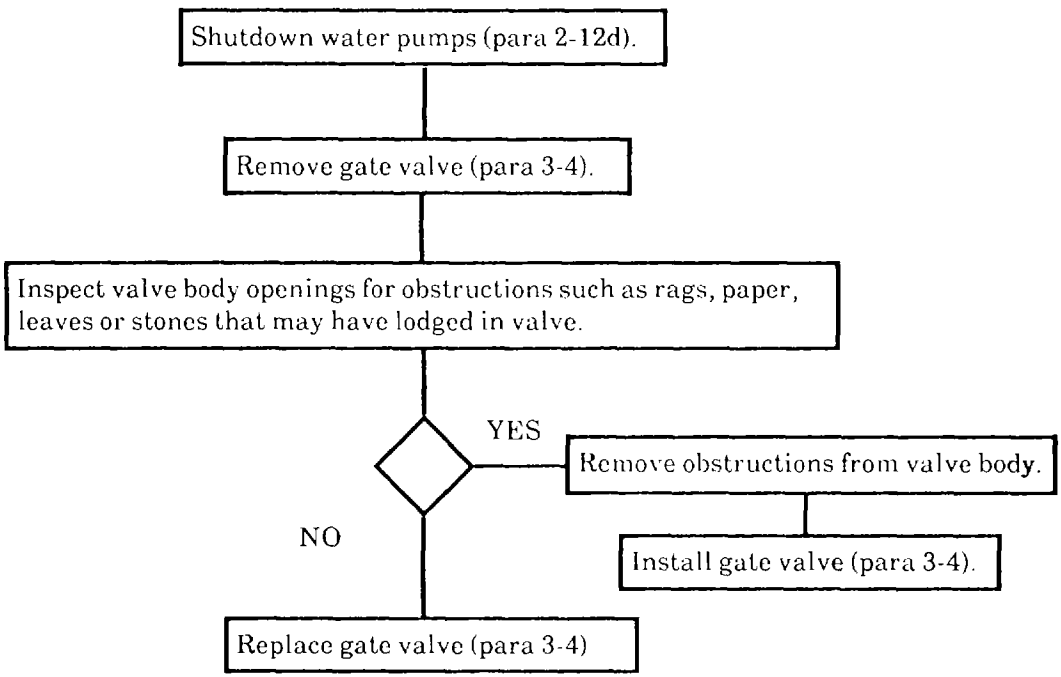 Shutdown water pumps (para 2-12d).
Remove gate valve (para 3-4).
Inspect valve body openings for obstructions such as rags, paper,
leaves or stones that may have lodged in valve.
YES
Remove obstructions from valve body.
NO
Install gate valve (para 3-4).
Replace gate valve (para 3-4)